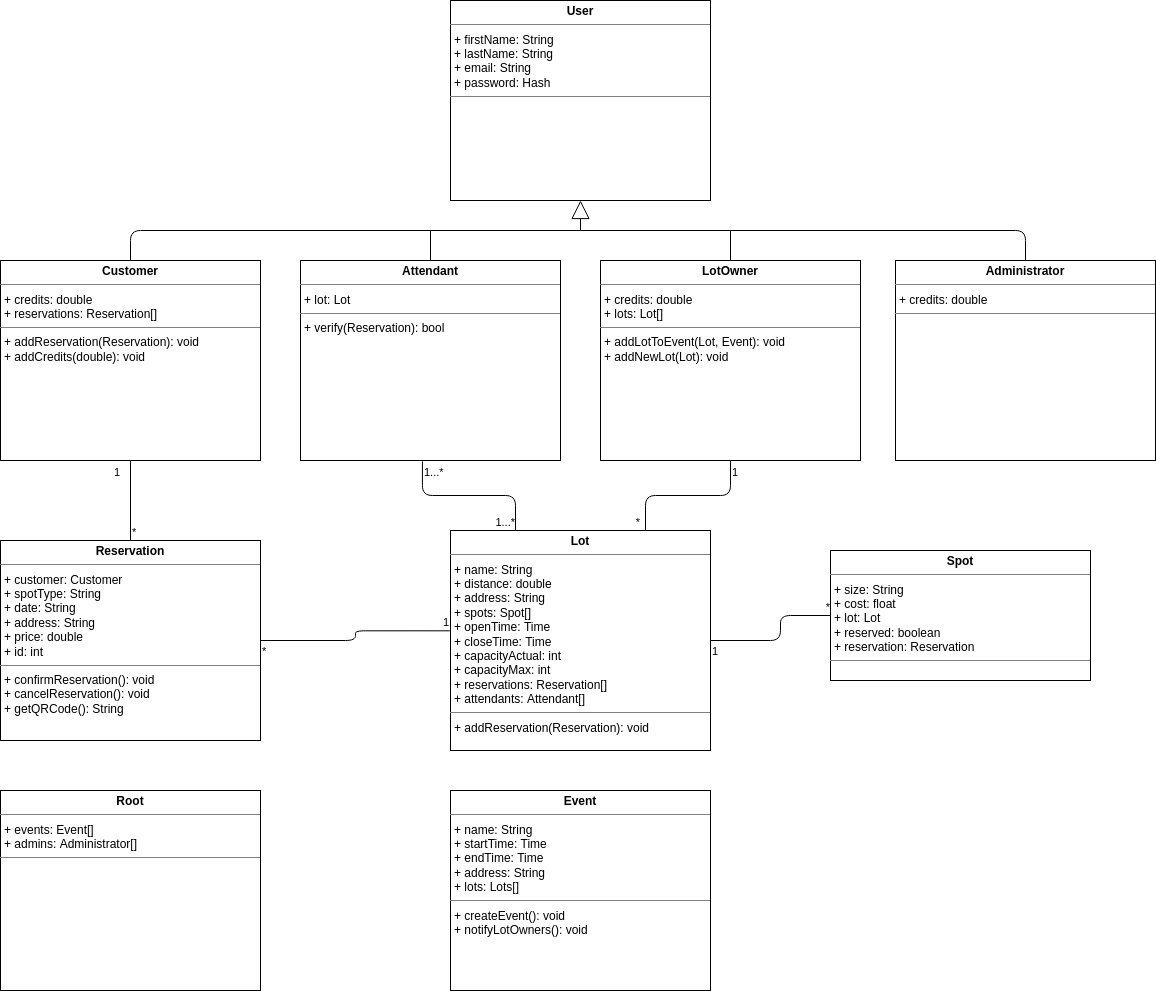 User
+ firstName: String
+ lastName: String
+ email: String
+ password: Hash
Customer
+ credits: double
+ reservations: Reservation[]
+ addReservation(Reservation): void
+ addCredits(double): void
Attendant
+ lot: Lot
+ verify(Reservation): bool
LotOwner
+ credits: double
+ lots: Lot[]
+ addLotToEvent(Lot, Event): void
+ addNewLot(Lot): void
Administrator
+ credits: double
1
*
1...*
1...*
1
*
Reservation
+ customer: Customer
+ spotType: String
+ date: String
+ address: String
+ price: double
+ id: int
+ confirmReservation(): void
+ cancelReservation(): void
+ getQRCode(): String
*
1
Lot
+ name: String
+ distance: double
+ address: String
+ spots: Spot[]
+ openTime: Time
+ closeTime: Time
+ capacityActual: int
+ capacityMax: int
+ reservations: Reservation[]
+ attendants: Attendant[]
+ addReservation(Reservation): void
1
*
Spot
+ size: String
+ cost: float
+ lot: Lot
+ reserved: boolean
+ reservation: Reservation
Root
+ events: Event[]
+ admins: Administrator[]
Event
+ name: String
+ startTime: Time
+ endTime: Time
+ address: String
+ lots: Lots[]
+ createEvent(): void
+ notifyLotOwners(): void